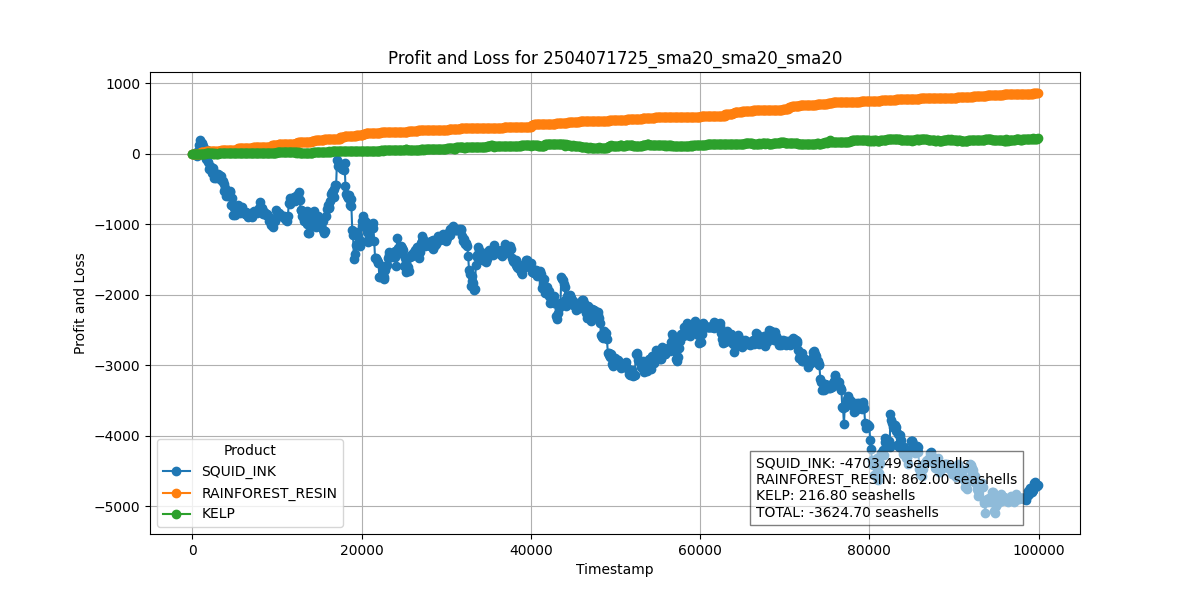 Profit and Loss for 2504071725_sma20_sma20_sma20
1000
0
−1000
−2000
−3000
−4000
−5000
Profit and Loss
Product
SQUID_INK
RAINFOREST_RESIN
KELP
SQUID_INK: -4703.49 seashells
RAINFOREST_RESIN: 862.00 seashells
KELP: 216.80 seashells
TOTAL: -3624.70 seashells
0 20000 40000 60000 80000 100000
Timestamp